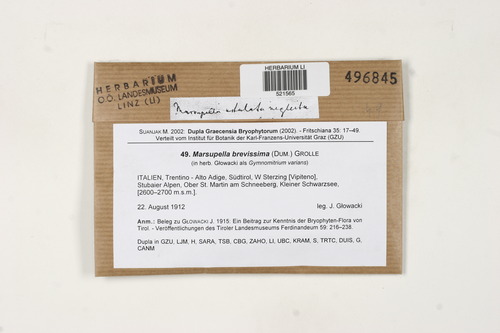 HERBARIUM
O.Ö. LANDESMUSEUM
LINZ (LI)
HERBARIUM LI
521565
496845
Marsupella
SUANJAK M. 2002: Dupla Graecensia Bryophytorum (2002). - Fritschiana 35: 17–49.
Verteilt vom Institut für Botanik der Karl-Franzens-Universität Graz (GZU)
49. Marsupella brevissima (DUM.) GROLLE
(in herb. Głowacki als Gymnomitrium varians)
ITALIEN, Trentino - Alto Adige, Südtirol, W Sterzing [Vipiteno],
Stubaier Alpen, Ober St. Martin am Schneeberg, Kleiner Schwarzsee,
[2600–2700 m.s.m.].
22. August 1912
leg. J. Głowacki
Anm.: Beleg zu GŁOWACKI J. 1915: Ein Beitrag zur Kenntnis der Bryophyten-Flora von
Tirol. - Veröffentlichungen des Tiroler Landesmuseums Ferdinandeum 59: 216–238.
Dupla in GZU, LJM, H, SARA, TSB, CBG, ZAHO, LI, UBC, KRAM, S, TRTC, DUIS, G,
CANM